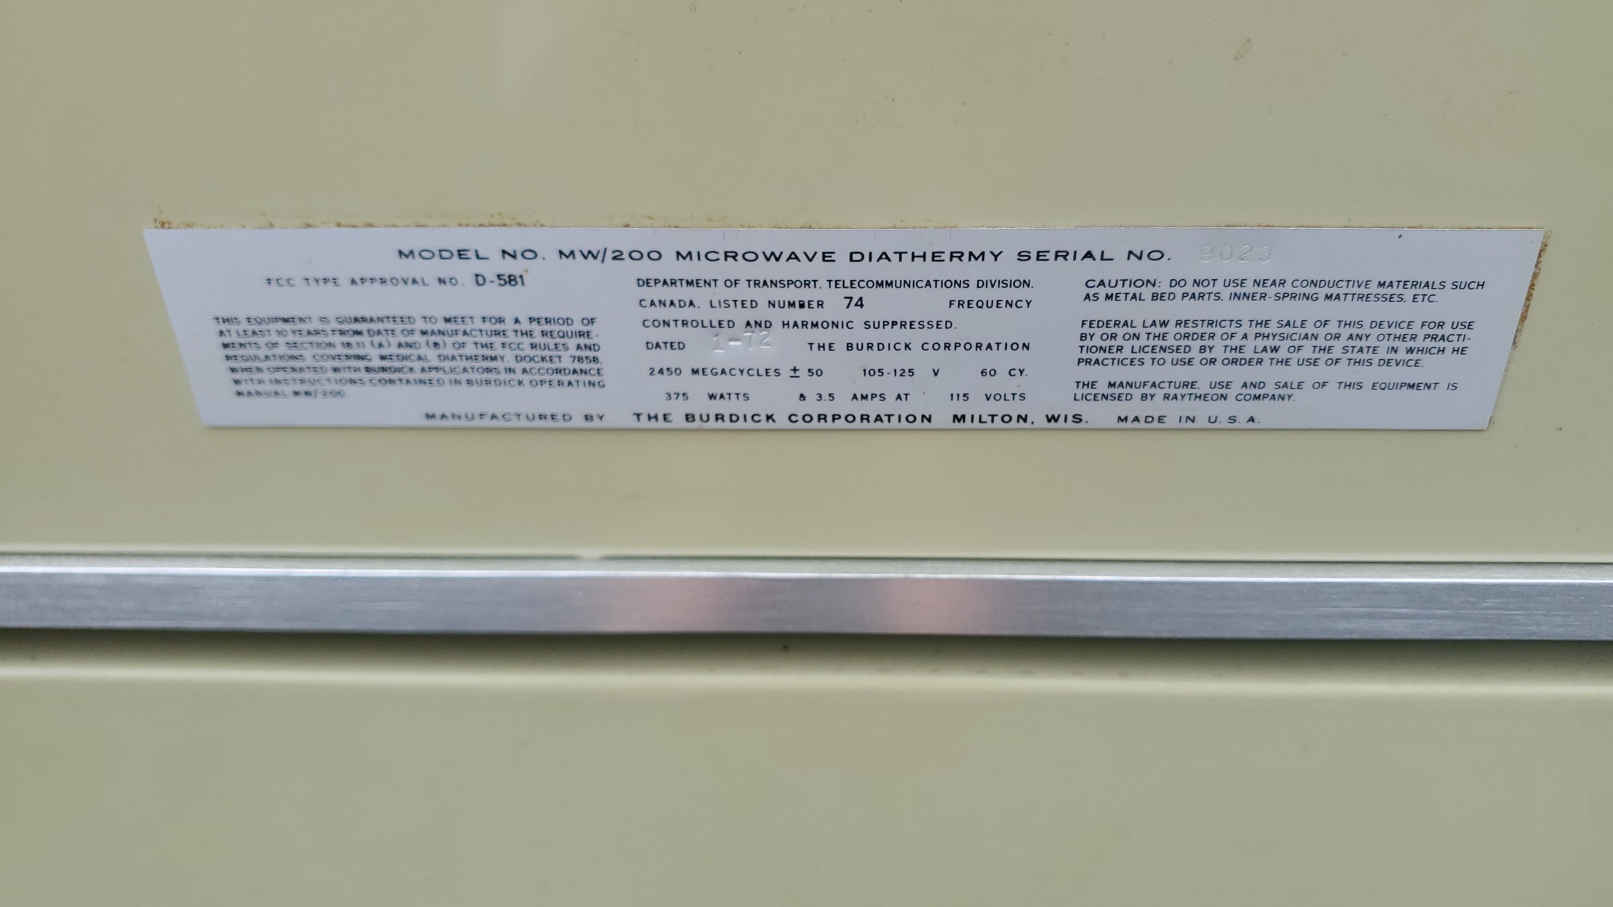 MODEL NO. MW/200 MICROWAVE DIATHERMY SERIAL NO.
FCC TYPE APPROVAL NO. D-581
THIS EQUIPMENT IS GUARANTEED TO MEET FOR A PERIOD OF
AT LEAST 10 YEARS FROM DATE OF MANUFACTURE THE REQUIRE-
MENTS OF SECTION 18.11 (A) AND (B) OF THE FCC RULES AND
REGULATIONS COVERING MEDICAL DIATHERMY, DOCKET 7858,
WHEN OPERATED WITH BURDICK APPLICATORS IN ACCORDANCE
WITH INSTRUCTIONS CONTAINED IN BURDICK OPERATING
MANUAL MW/200
DEPARTMENT OF TRANSPORT, TELECOMMUNICATIONS DIVISION.
CANADA, LISTED NUMBER 74 FREQUENCY
CONTROLLED AND HARMONIC SUPPRESSED.
DATED 1-72 THE BURDICK CORPORATION
2450 MEGACYCLES ± 50 105-125 V 60 CY.
375 WATTS & 3.5 AMPS AT 115 VOLTS
CAUTION: DO NOT USE NEAR CONDUCTIVE MATERIALS SUCH
AS METAL BED PARTS, INNER-SPRING MATTRESSES, ETC.
FEDERAL LAW RESTRICTS THE SALE OF THIS DEVICE FOR USE
BY OR ON THE ORDER OF A PHYSICIAN OR ANY OTHER PRACTI-
TIONER LICENSED BY THE LAW OF THE STATE IN WHICH HE
PRACTICES TO USE OR ORDER THE USE OF THIS DEVICE.
THE MANUFACTURE, USE AND SALE OF THIS EQUIPMENT IS
LICENSED BY RAYTHEON COMPANY.
MANUFACTURED BY THE BURDICK CORPORATION MILTON, WIS. MADE IN U.S.A.